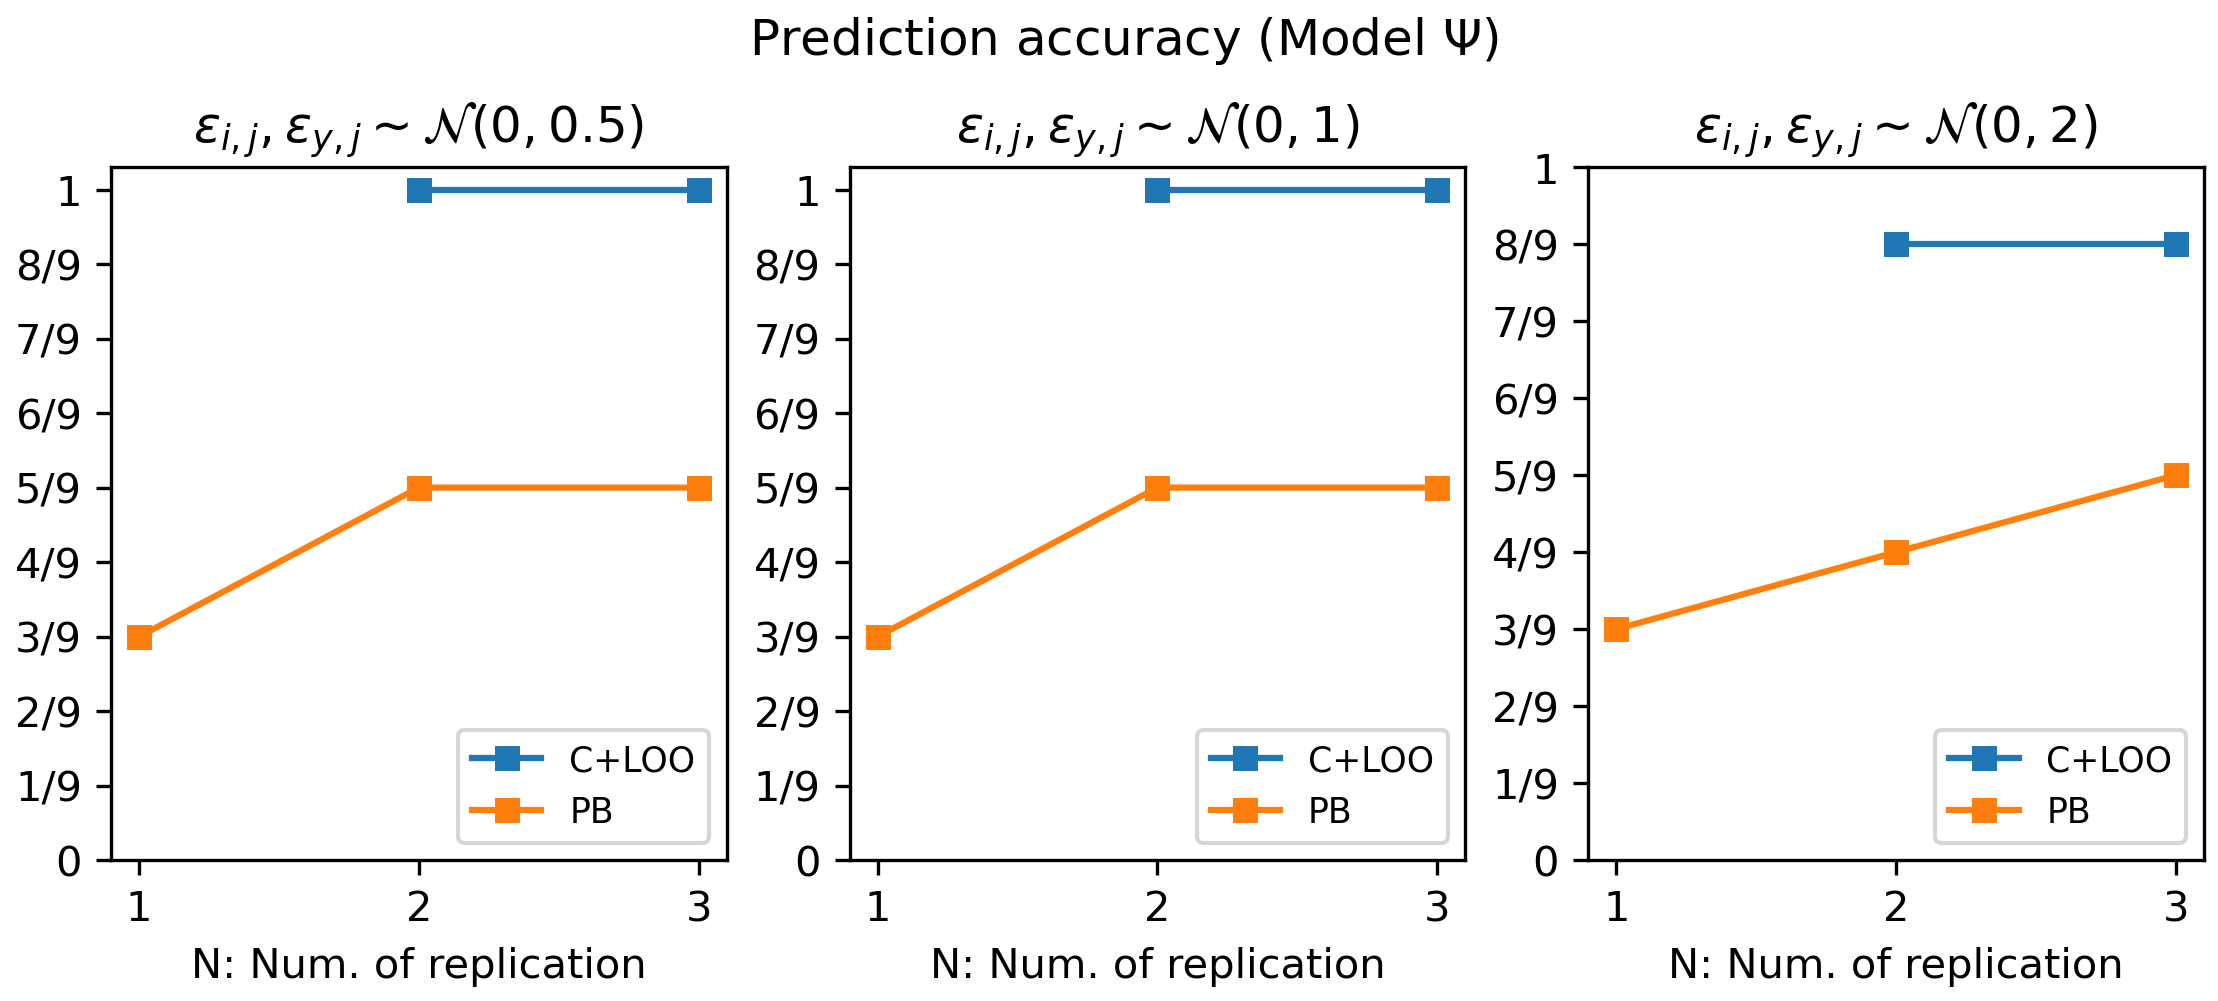 Prediction accuracy (Model Ψ)
ε_{i,j}, ε_{y,j} ~ 𝒩(0, 0.5)
1
8/9
7/9
6/9
5/9
4/9
3/9
2/9
1/9
0
C+LOO
PB
1 2 3
N: Num. of replication
ε_{i,j}, ε_{y,j} ~ 𝒩(0, 1)
1
8/9
7/9
6/9
5/9
4/9
3/9
2/9
1/9
0
C+LOO
PB
1 2 3
N: Num. of replication
ε_{i,j}, ε_{y,j} ~ 𝒩(0, 2)
1
8/9
7/9
6/9
5/9
4/9
3/9
2/9
1/9
0
C+LOO
PB
1 2 3
N: Num. of replication